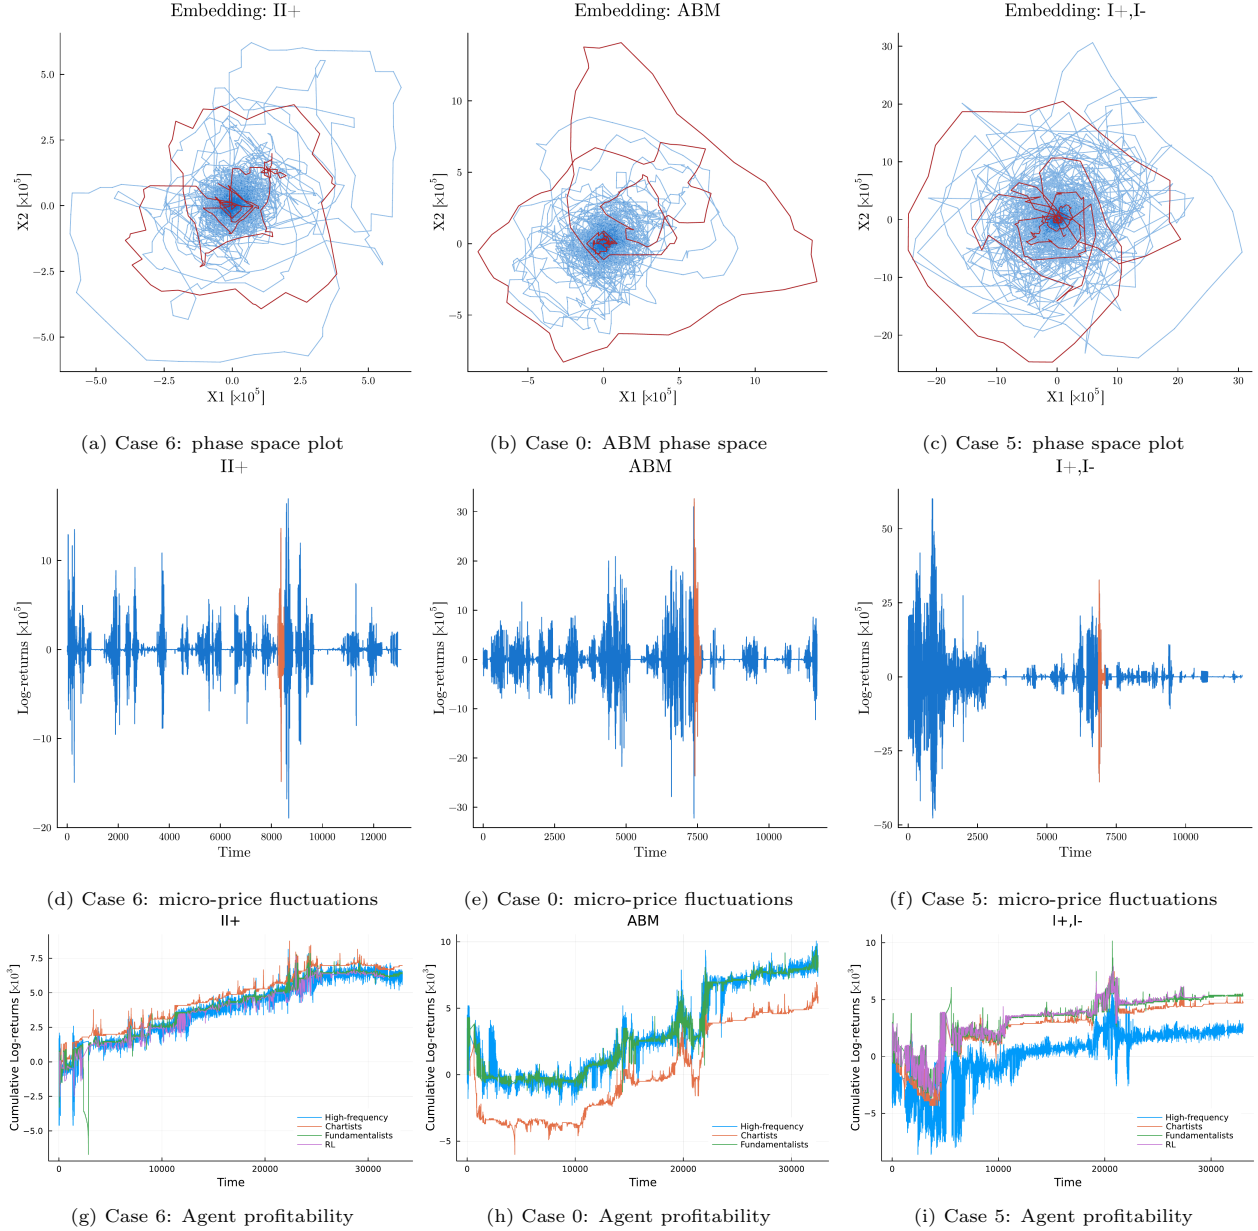 Embedding: II+
Embedding: ABM
Embedding: I+,I-
X2 [×10⁵]
5.0
2.5
0.0
−2.5
−5.0
−5.0
−2.5
0.0
2.5
5.0
X1 [×10⁵]
X2 [×10⁵]
10
5
0
−5
−5
0
5
10
X1 [×10⁵]
X2 [×10⁵]
30
20
10
0
−10
−20
−20
−10
0
10
20
30
X1 [×10⁵]
(a) Case 6: phase space plot
(b) Case 0: ABM phase space
(c) Case 5: phase space plot
II+
ABM
I+,I-
Log-returns [×10⁵]
10
0
−10
−20
0
2000
4000
6000
8000
10000
12000
Time
Log-returns [×10⁵]
30
20
10
0
−10
−20
−30
0
2500
5000
7500
10000
Time
Log-returns [×10⁵]
50
25
0
−25
−50
0
2500
5000
7500
10000
Time
(d) Case 6: micro-price fluctuations
(e) Case 0: micro-price fluctuations
(f) Case 5: micro-price fluctuations
II+
ABM
I+,I-
Cumulative Log-returns [×10³]
7.5
5.0
2.5
0.0
−2.5
−5.0
High-frequency
Chartists
Fundamentalists
RL
0
10000
20000
30000
Time
Cumulative Log-returns [×10³]
10
5
0
−5
High-frequency
Chartists
Fundamentalists
0
10000
20000
30000
Time
Cumulative Log-returns [×10³]
10
5
0
−5
High-frequency
Chartists
Fundamentalists
RL
0
10000
20000
30000
Time
(g) Case 6: Agent profitability
(h) Case 0: Agent profitability
(i) Case 5: Agent profitability